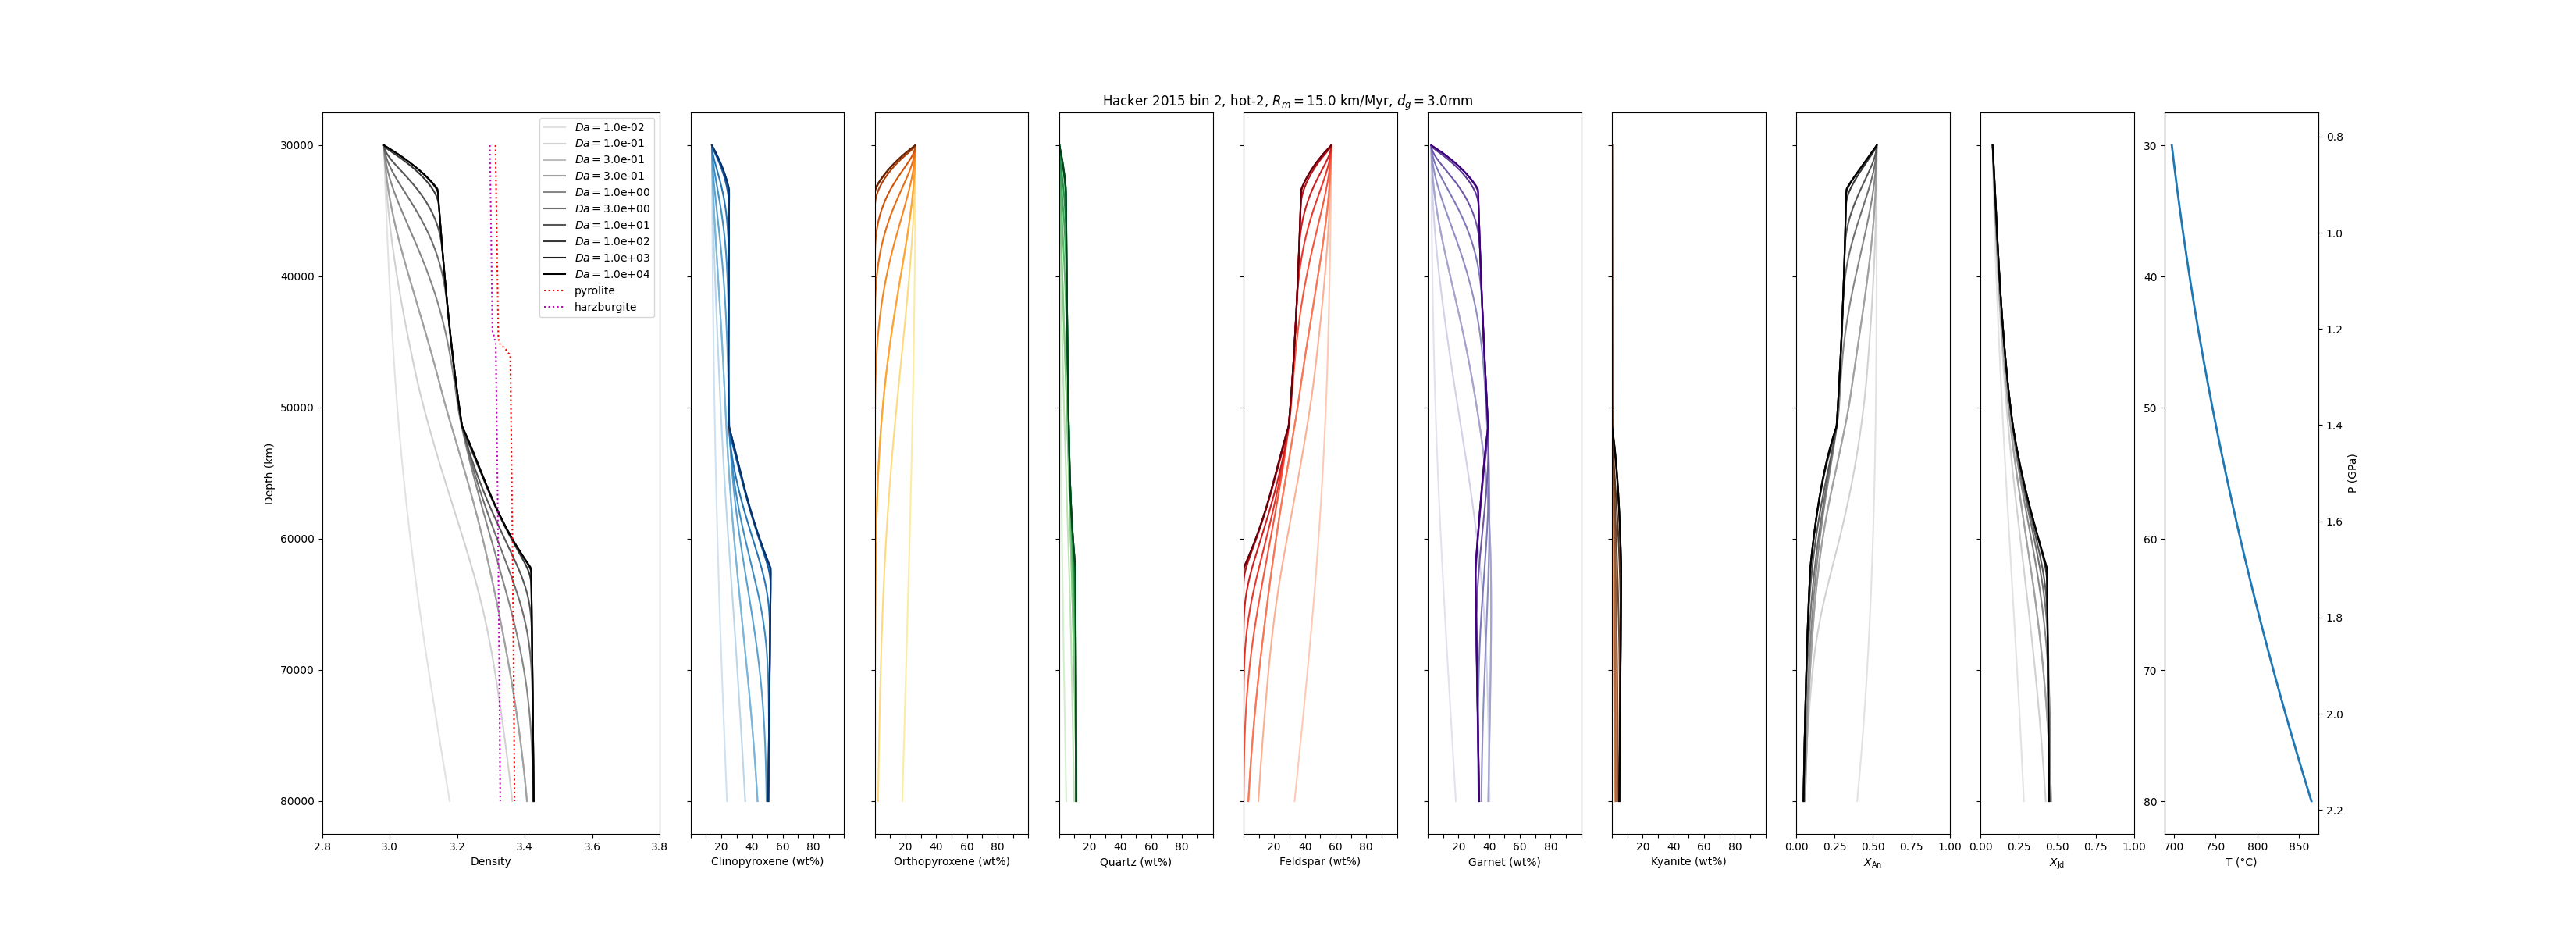 Hacker 2015 bin 2, hot-2, R_m = 15.0 km/Myr, d_g = 3.0mm
Da = 1.0e-02
Da = 1.0e-01
Da = 3.0e-01
Da = 3.0e-01
Da = 1.0e+00
Da = 3.0e+00
Da = 1.0e+01
Da = 1.0e+02
Da = 1.0e+03
Da = 1.0e+04
pyrolite
harzburgite
Depth (km)
30000
40000
50000
60000
70000
80000
2.8 3.0 3.2 3.4 3.6 3.8
Density
20 40 60 80
Clinopyroxene (wt%)
20 40 60 80
Orthopyroxene (wt%)
20 40 60 80
Quartz (wt%)
20 40 60 80
Feldspar (wt%)
20 40 60 80
Garnet (wt%)
20 40 60 80
Kyanite (wt%)
0.00 0.25 0.50 0.75 1.00
X_An
0.00 0.25 0.50 0.75 1.00
X_Jd
30
40
50
60
70
80
700 750 800 850
T (°C)
0.8
1.0
1.2
1.4
1.6
1.8
2.0
2.2
P (GPa)